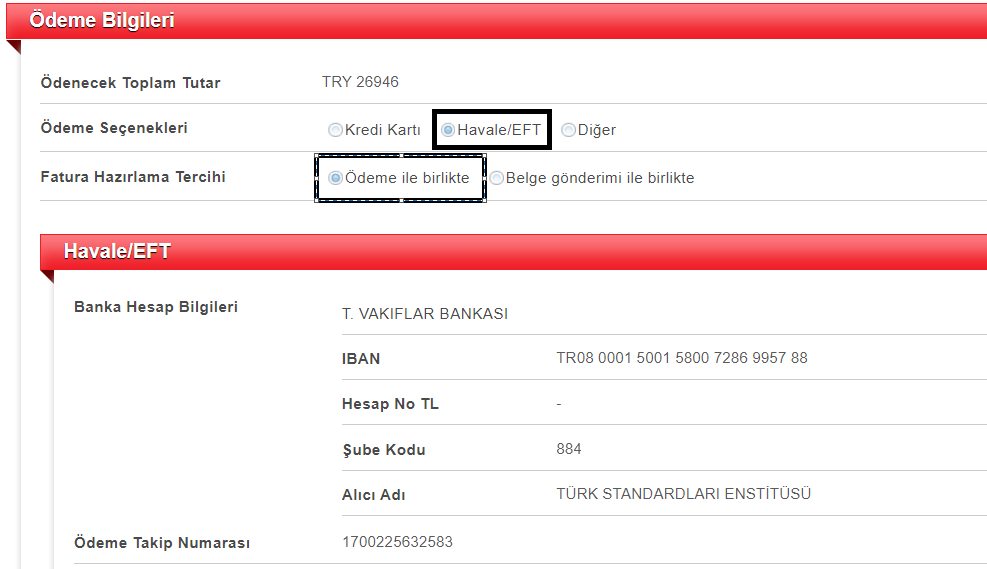 Ödeme Bilgileri
Ödenecek Toplam Tutar TRY 26946
Ödeme Seçenekleri Kredi Kartı Havale/EFT Diğer
Fatura Hazırlama Tercihi Ödeme ile birlikte Belge gönderimi ile birlikte
Havale/EFT
Banka Hesap Bilgileri T. VAKIFLAR BANKASI
IBAN TR08 0001 5001 5800 7286 9957 88
Hesap No TL -
Şube Kodu 884
Alıcı Adı TÜRK STANDARDLARI ENSTİTÜSÜ
Ödeme Takip Numarası 1700225632583